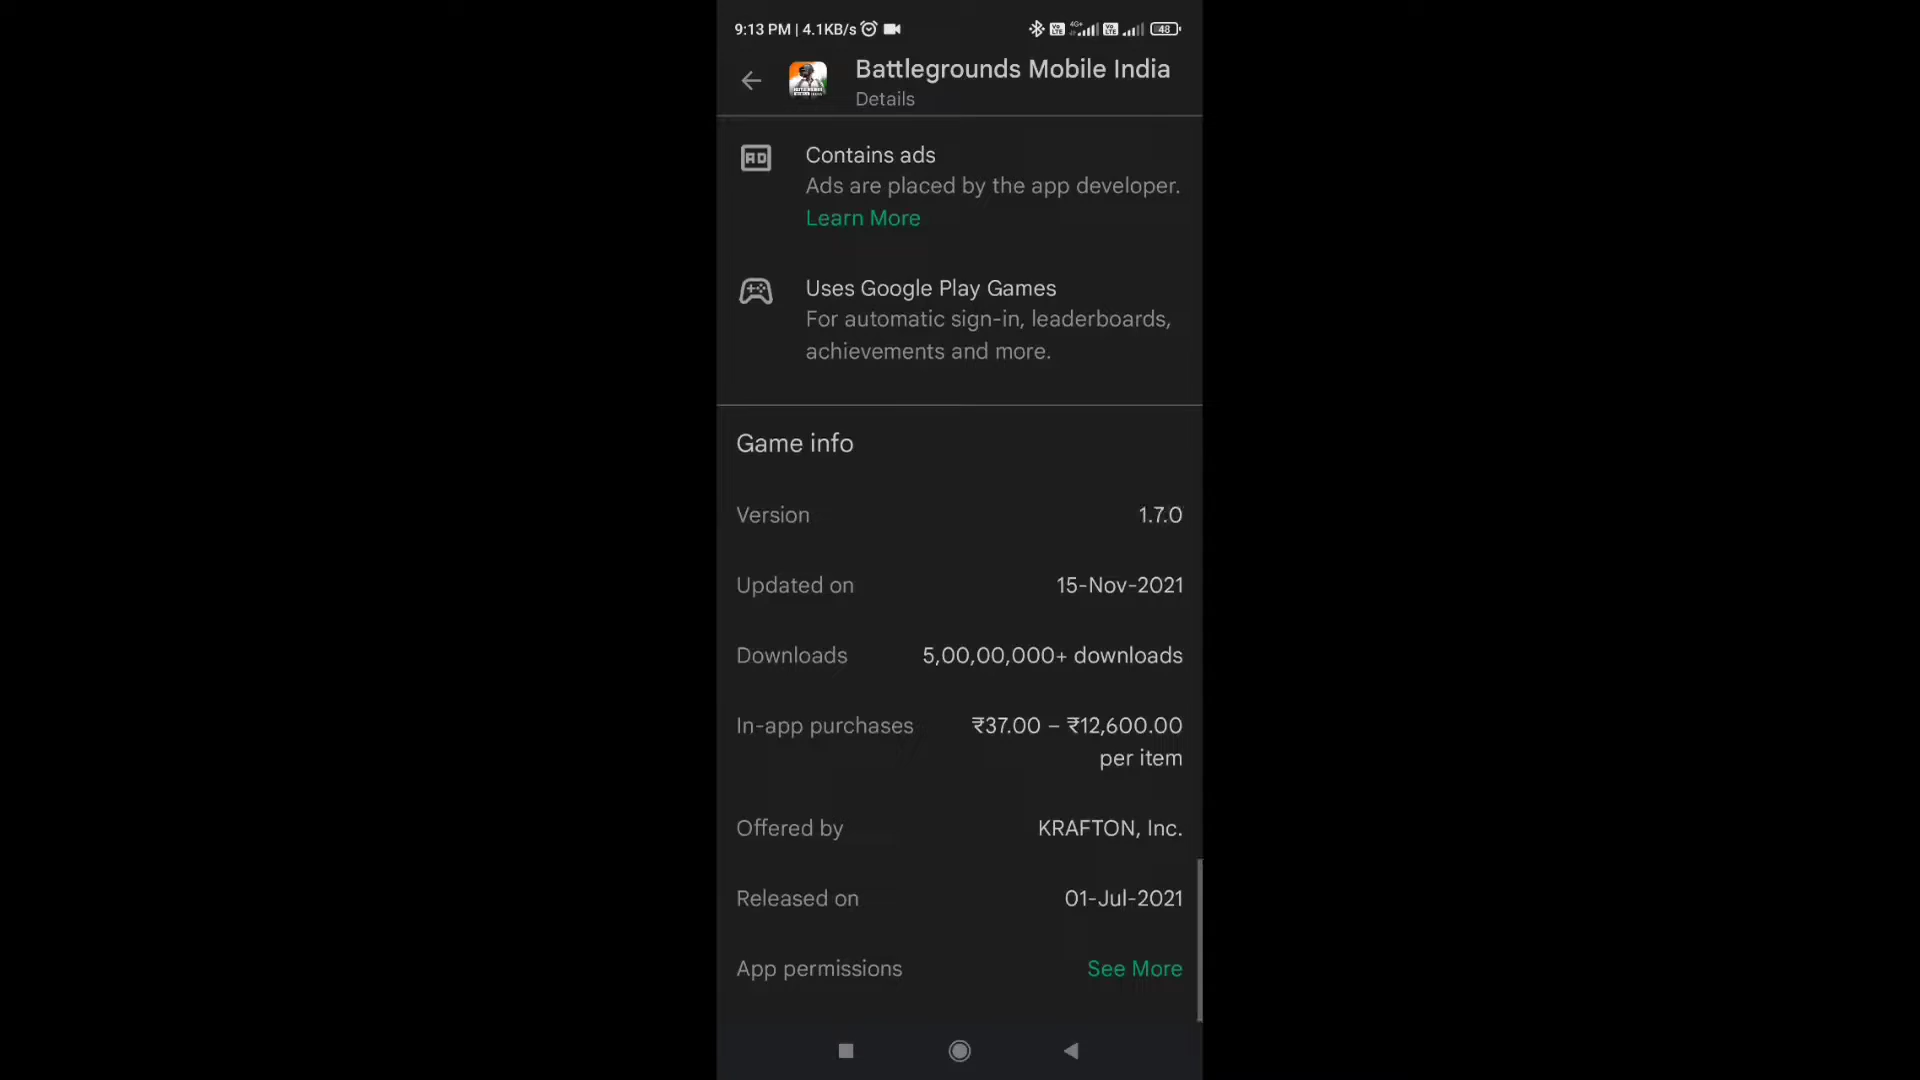 9:13 PM | 4.1KB/s
4G+
48
Battlegrounds Mobile India
Details
AD
Contains ads
Ads are placed by the app developer.
Learn More
Uses Google Play Games
For automatic sign-in, leaderboards,
achievements and more.
Game info
Version 1.7.0
Updated on 15-Nov-2021
Downloads 5,00,00,000+ downloads
In-app purchases ₹37.00 – ₹12,600.00
per item
Offered by KRAFTON, Inc.
Released on 01-Jul-2021
App permissions See More